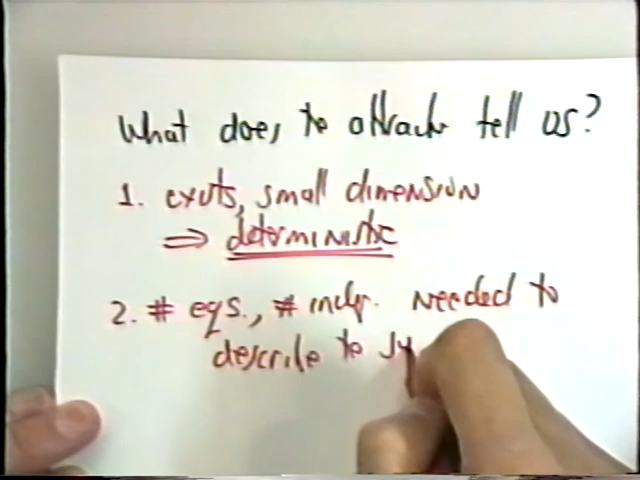 What does the attractor tell us?
1. exists, small dimension
⇒ deterministic
2. # eqs., # indep. needed to
describe the sy